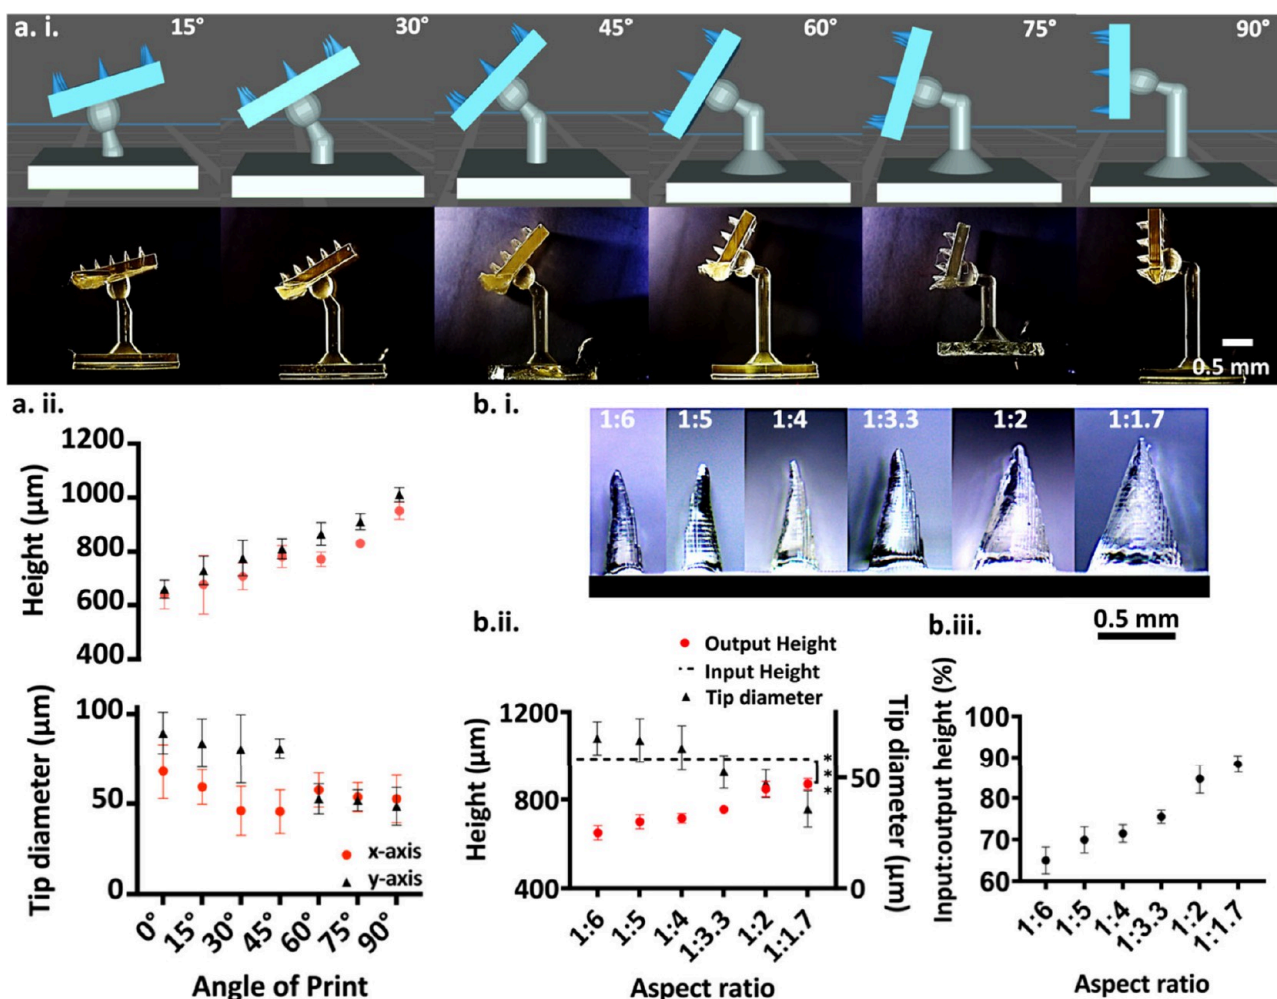 a. i.
15°
30°
45°
60°
75°
90°
0.5 mm
a. ii.
Height (μm)
1200
1000
800
600
400
Tip diameter (μm)
100
50
0
x-axis
y-axis
0°
15°
30°
45°
60°
75°
90°
Angle of Print
b. i.
1:6
1:5
1:4
1:3.3
1:2
1:1.7
0.5 mm
b.ii.
Output Height
Input Height
Tip diameter
Height (μm)
1200
800
400
***
Tip diameter (μm)
50
0
1:6
1:5
1:4
1:3.3
1:2
1:1.7
Aspect ratio
b.iii.
Input:output height (%)
100
90
80
70
60
1:6
1:5
1:4
1:3.3
1:2
1:1.7
Aspect ratio